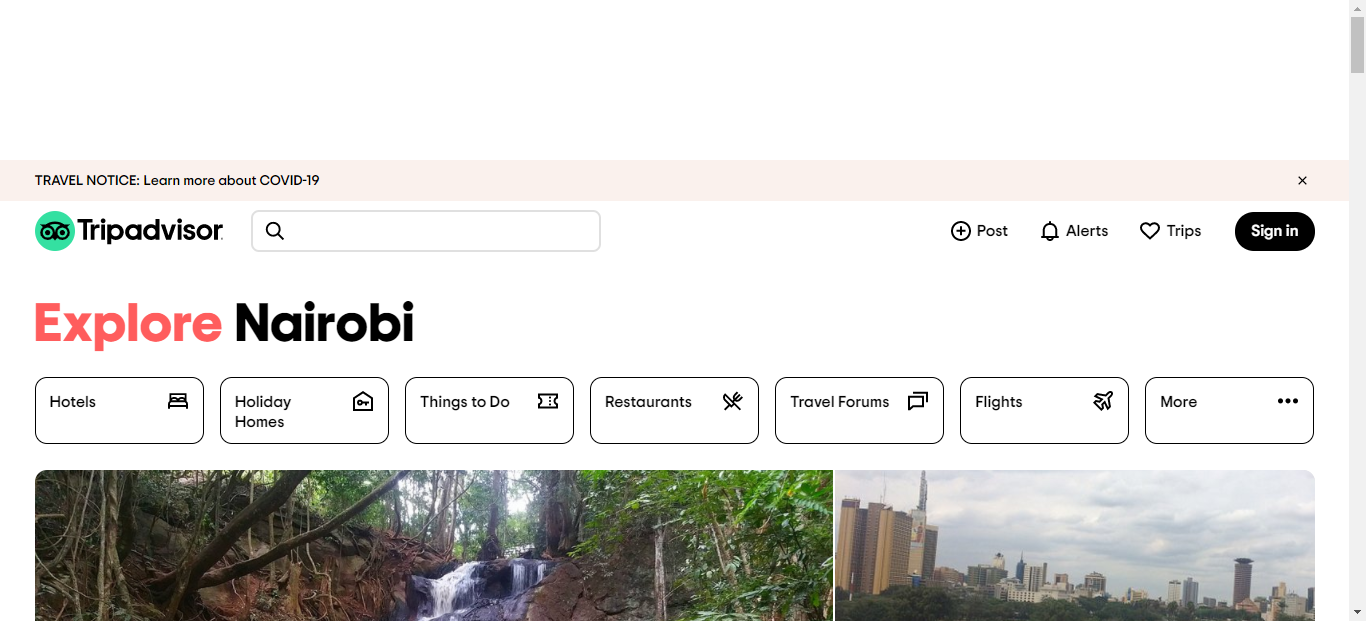 TRAVEL NOTICE: Learn more about COVID-19
Tripadvisor
Post
Alerts
Trips
Sign in
Explore Nairobi
Hotels
Holiday
Homes
Things to Do
Restaurants
Travel Forums
Flights
More